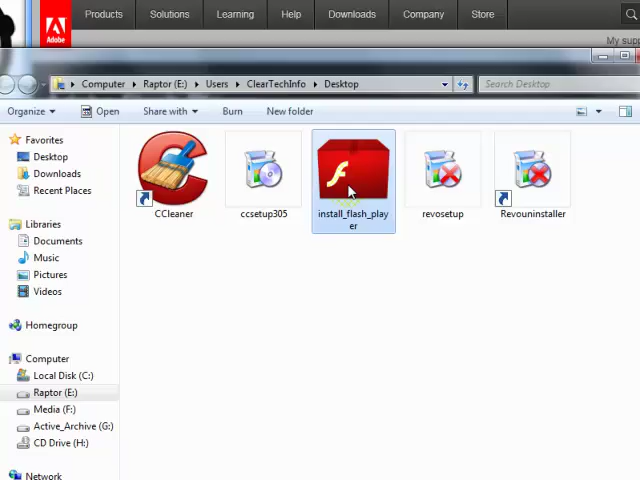 Products Solutions Learning Help Downloads Company Store
Adobe
My supp
Computer Raptor (E:) Users ClearTechInfo Desktop Search Desktop
Organize Open Share with Burn New folder
Favorites
Desktop
Downloads
Recent Places
Libraries
Documents
Music
Pictures
Videos
Homegroup
Computer
Local Disk (C:)
Raptor (E:)
Media (F:)
Active_Archive (G:)
CD Drive (H:)
Network
CCleaner
ccsetup305
install_flash_play
er
revosetup
Revouninstaller